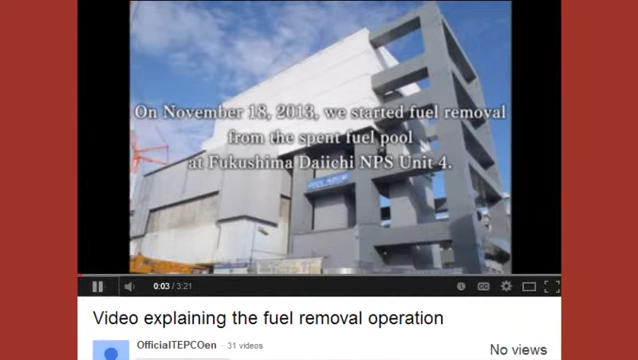 On November 18, 2013, we started fuel removal
from the spent fuel pool
at Fukushima Daiichi NPS Unit 4.
0:03 / 3:21
Video explaining the fuel removal operation
OfficialTEPCOen · 31 videos
No views